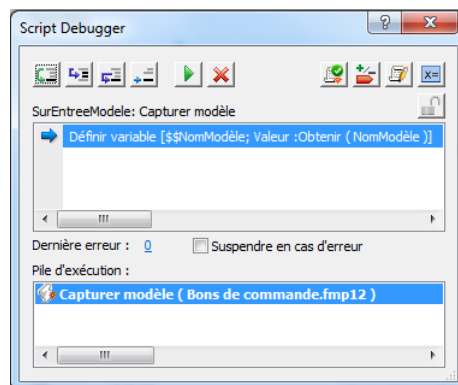 Script Debugger
SurEntreeModele: Capturer modèle
Définir variable [$$NomModèle; Valeur :Obtenir ( NomModèle )]
Dernière erreur : 0 Suspendre en cas d'erreur
Pile d'exécution :
Capturer modèle ( Bons de commande.fmp12 )